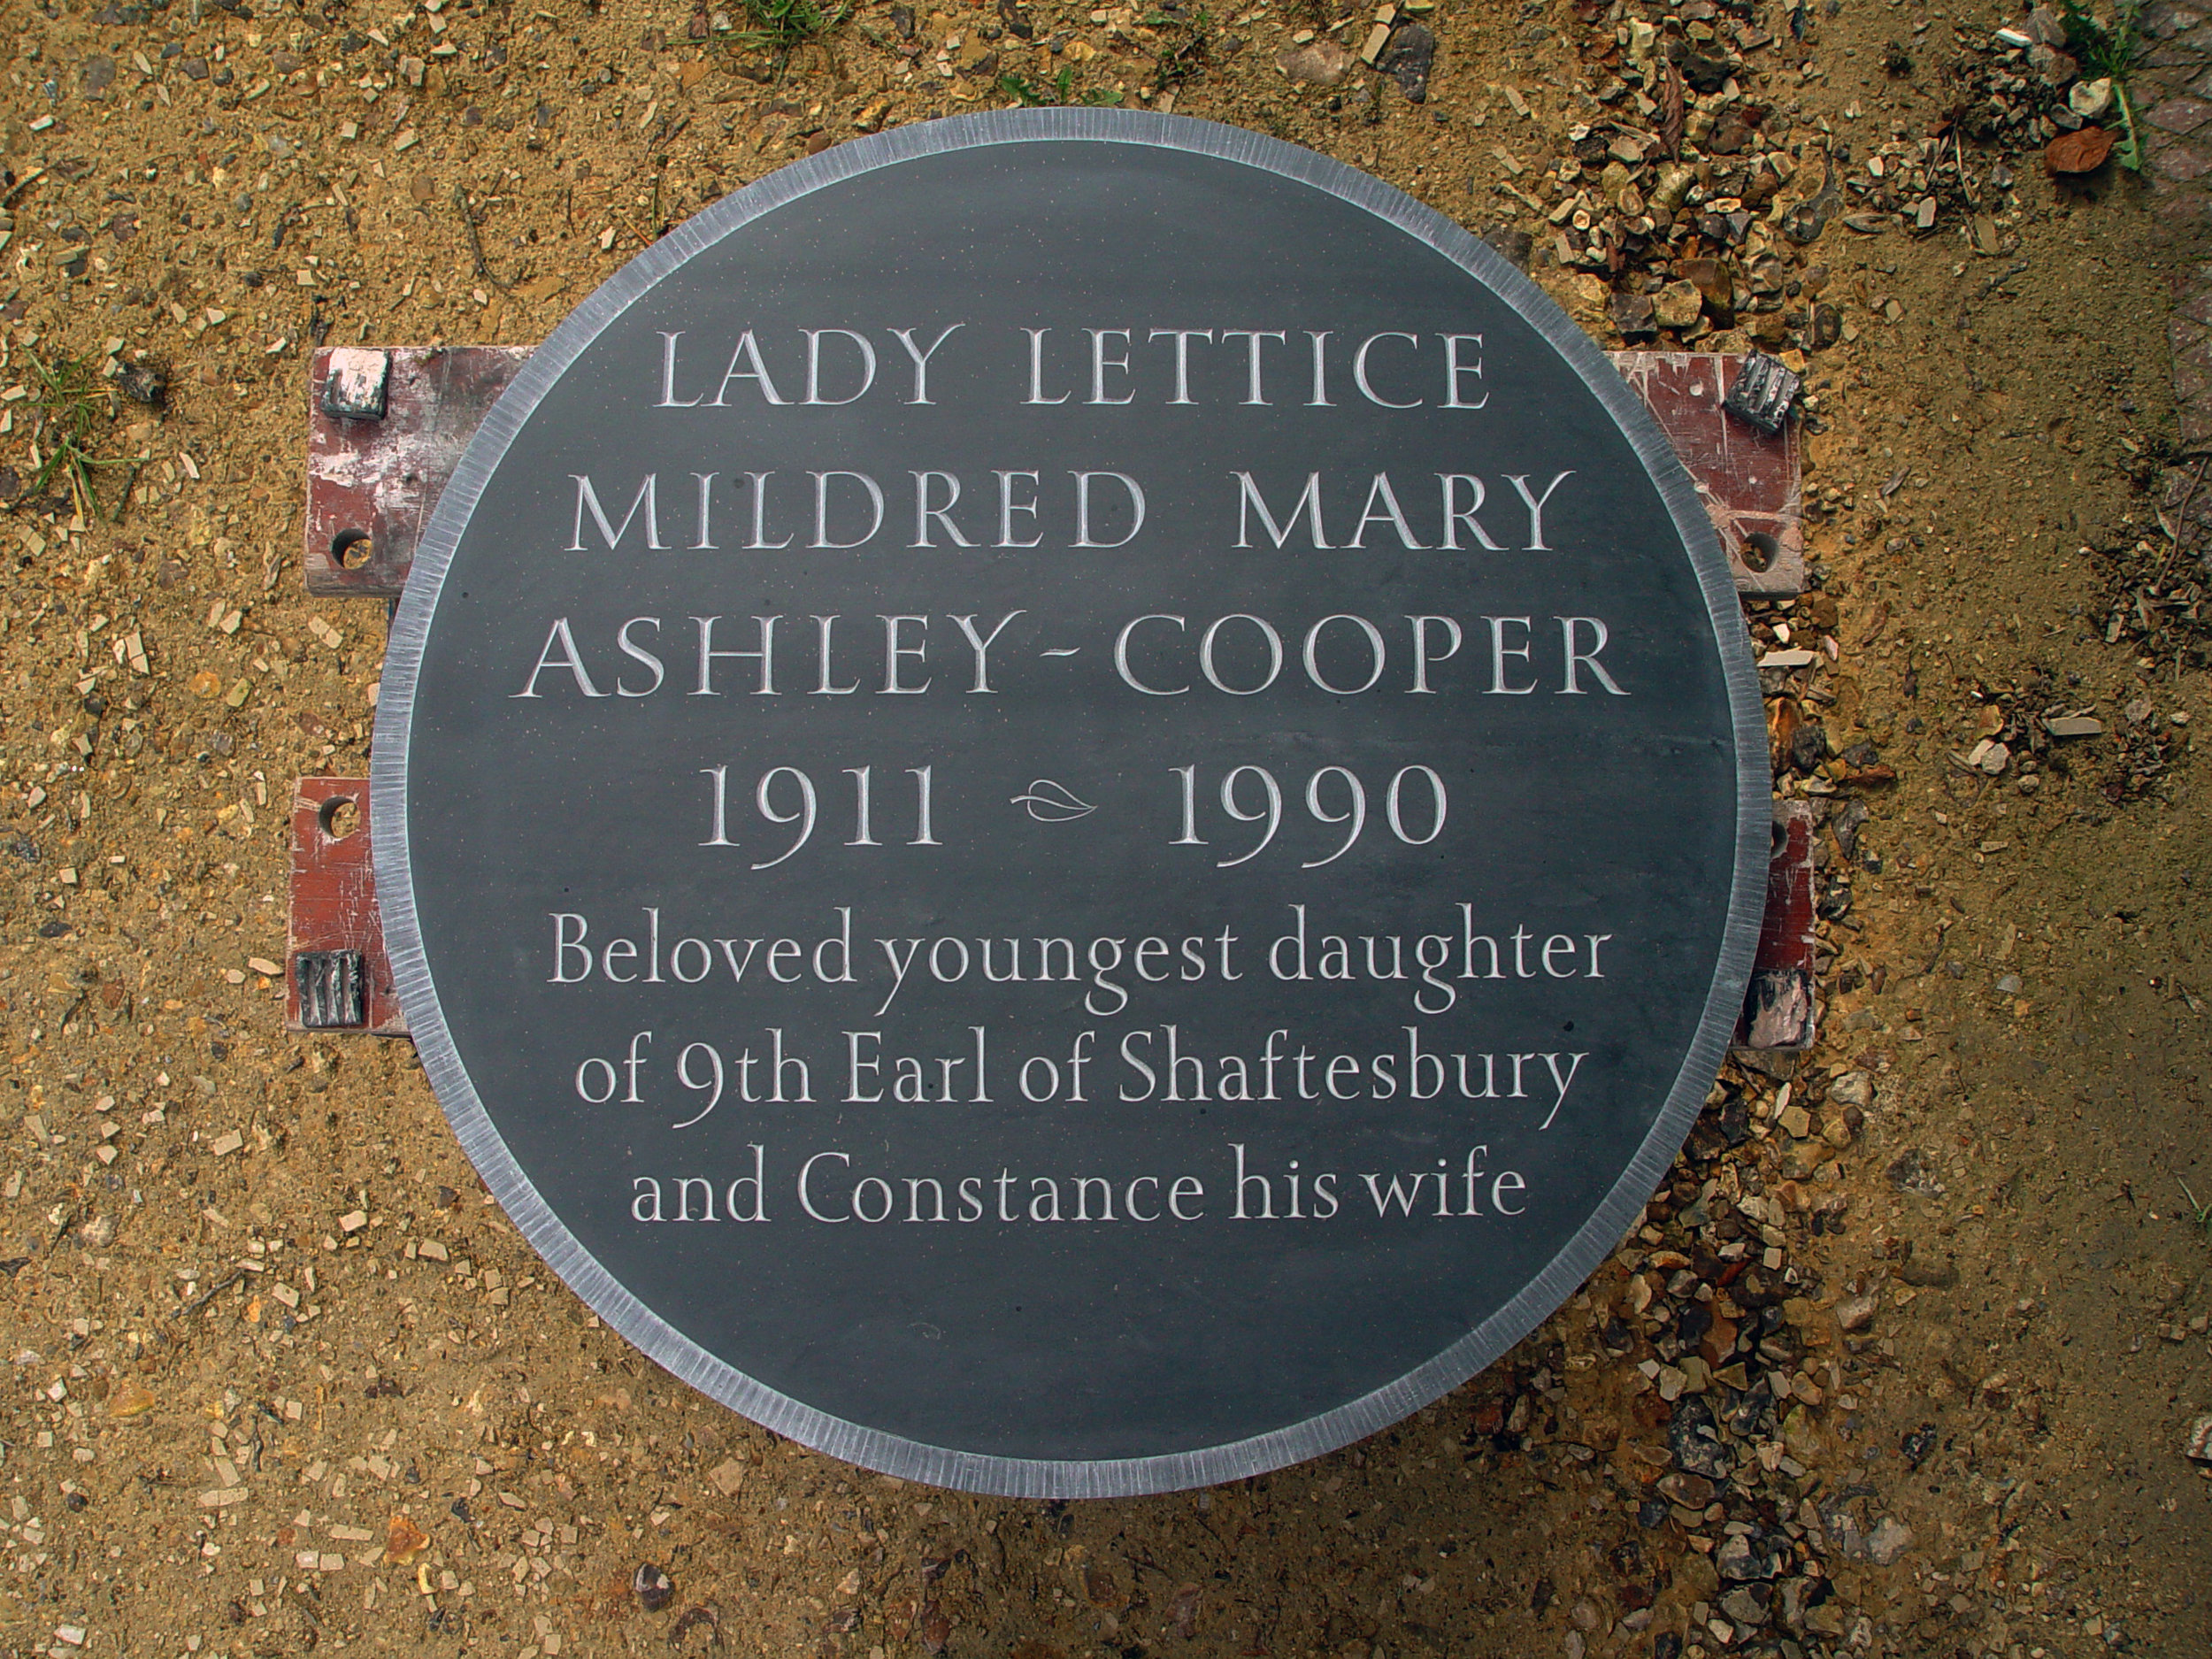 LADY LETTICE
MILDRED MARY
ASHLEY-COOPER
1911 1990
Beloved youngest daughter
of 9th Earl of Shaftesbury
and Constance his wife